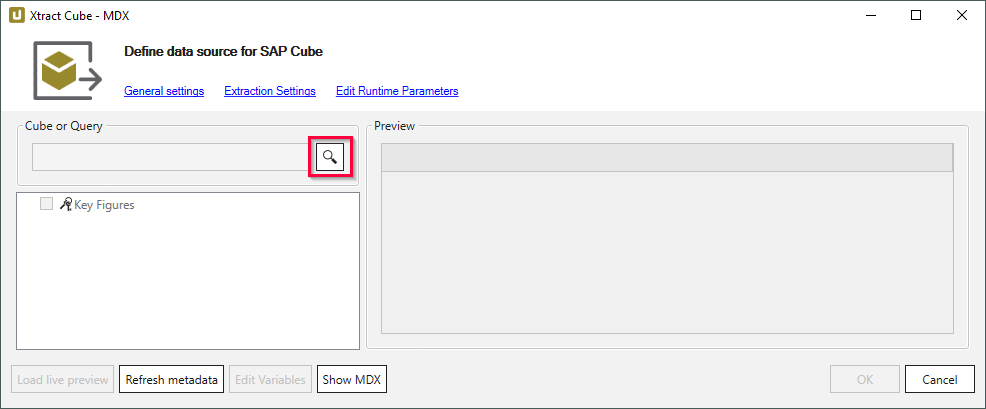 Xtract Cube - MDX
Define data source for SAP Cube
General settings Extraction Settings Edit Runtime Parameters
Cube or Query
Key Figures
Preview
Load live preview Refresh metadata Edit Variables Show MDX OK Cancel